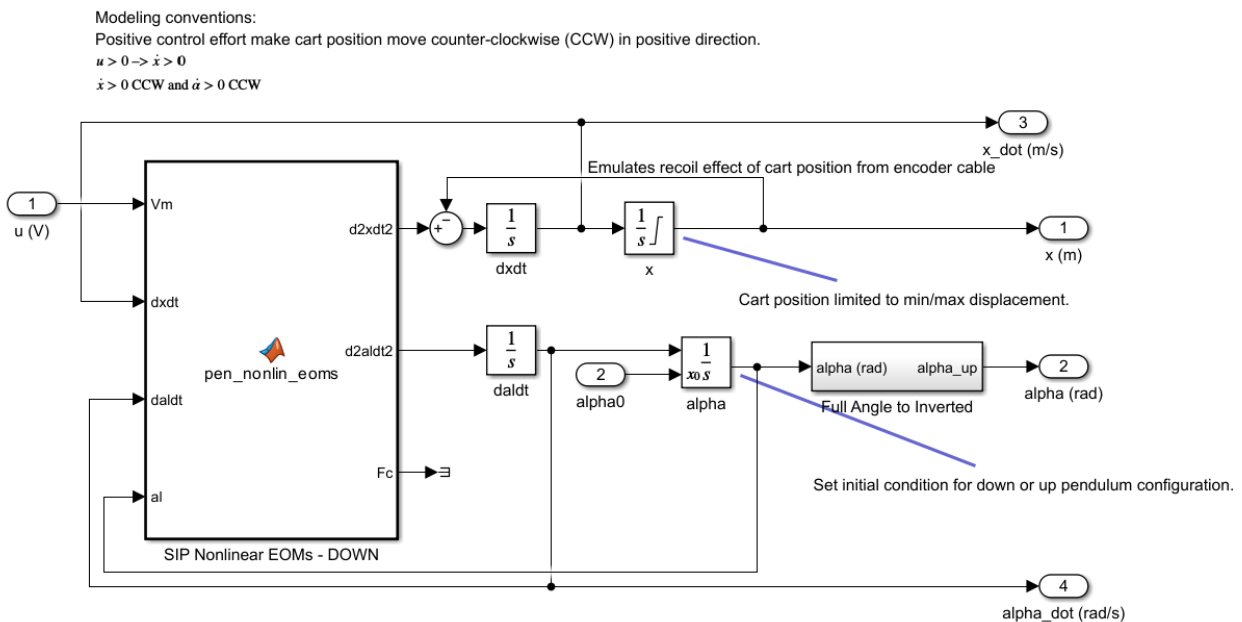 Modeling conventions:
Positive control effort make cart position move counter-clockwise (CCW) in positive direction.
u > 0 –> ẋ > 0
ẋ > 0 CCW and α̇ > 0 CCW
3
x_dot (m/s)
Emulates recoil effect of cart position from encoder cable
1
u (V)
Vm
d2xdt2
+
−
1
s
dxdt
1
s
x
1
x (m)
Cart position limited to min/max displacement.
dxdt
pen_nonlin_eoms
d2aldt2
1
s
daldt
2
alpha0
1
x₀ s
alpha
alpha (rad)
alpha_up
Full Angle to Inverted
2
alpha (rad)
daldt
Fc
al
Set initial condition for down or up pendulum configuration.
SIP Nonlinear EOMs - DOWN
4
alpha_dot (rad/s)